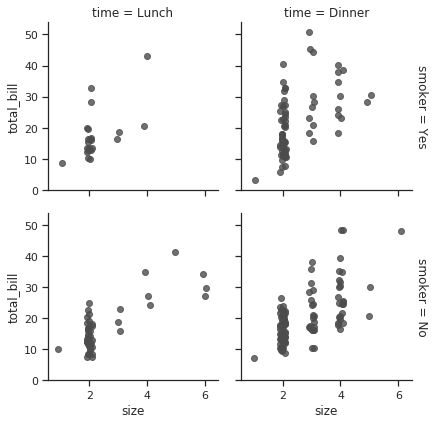 time = Lunch
time = Dinner
total_bill
50
40
30
20
10
0
smoker = Yes
total_bill
50
40
30
20
10
0
smoker = No
2
4
6
size
2
4
6
size